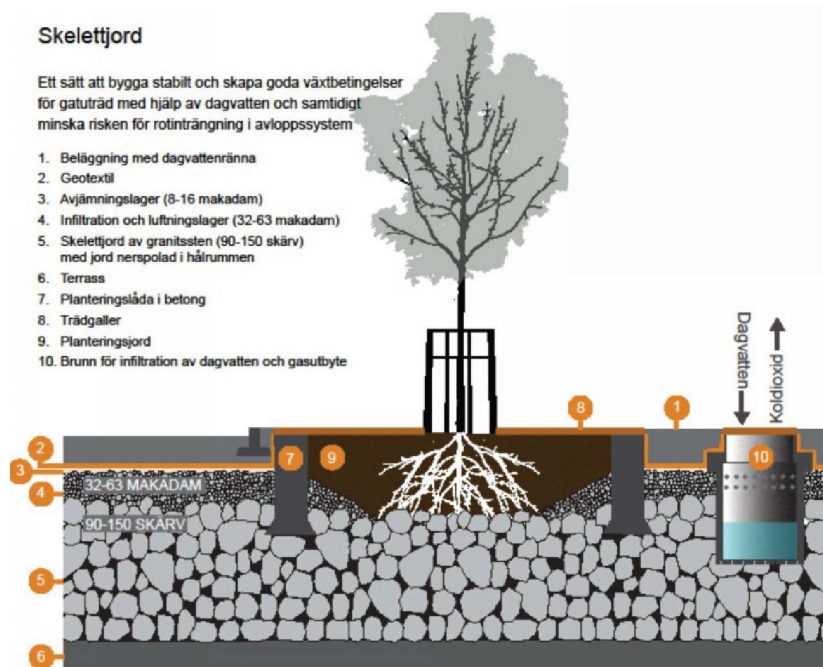 Skelettjord
Ett sätt att bygga stabilt och skapa goda växtbetingelser
för gatuträd med hjälp av dagvatten och samtidigt
minska risken för rotinträngning i avloppssystem
1. Beläggning med dagvattenränna
2. Geotextil
3. Avjämningslager (8-16 makadam)
4. Infiltration och luftningslager (32-63 makadam)
5. Skelettjord av granitssten (90-150 skärv)
med jord nerspolad i hålrummen
6. Terrass
7. Planteringslåda i betong
8. Trädgaller
9. Planteringsjord
10. Brunn för infiltration av dagvatten och gasutbyte
Dagvatten
Koldioxid
8
1
2
7
9
10
3
32-63 MAKADAM
4
90-150 SKÄRV
5
6